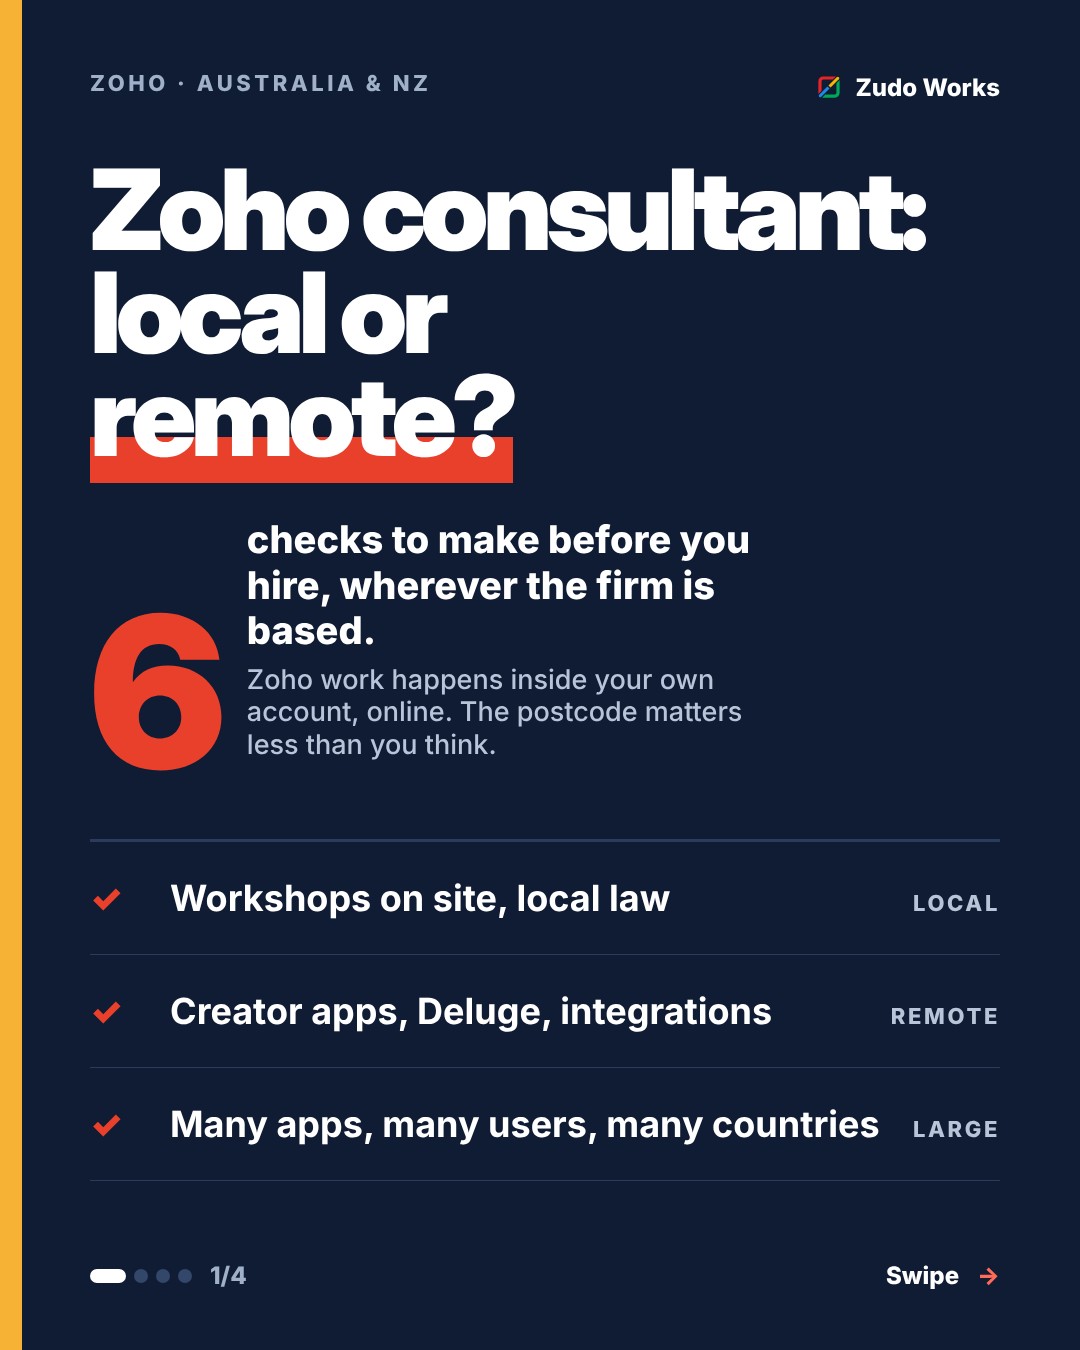 ZOHO · AUSTRALIA & NZ
Zudo Works
Zoho consultant:
local or
remote?
6
checks to make before you
hire, wherever the firm is
based.
Zoho work happens inside your own
account, online. The postcode matters
less than you think.
Workshops on site, local law
LOCAL
Creator apps, Deluge, integrations
REMOTE
Many apps, many users, many countries
LARGE
1/4
Swipe →